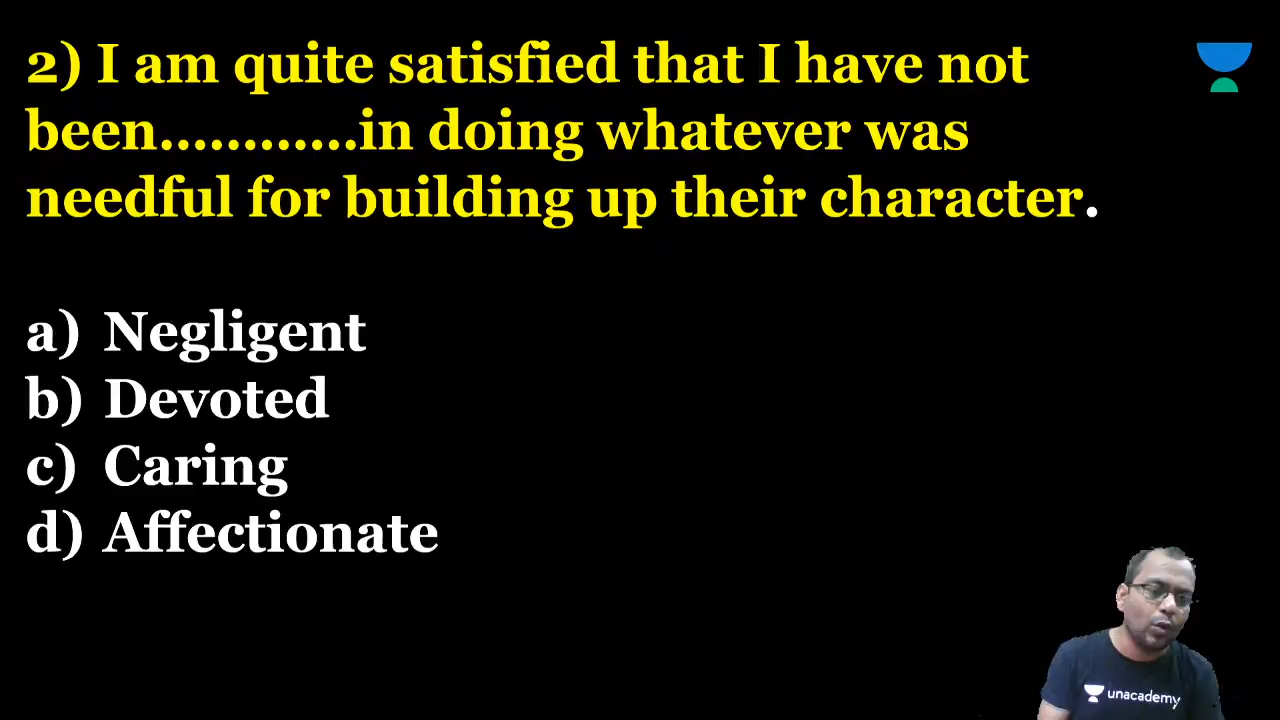 2) I am quite satisfied that I have not
been............in doing whatever was
needful for building up their character.
a) Negligent
b) Devoted
c) Caring
d) Affectionate
unacademy